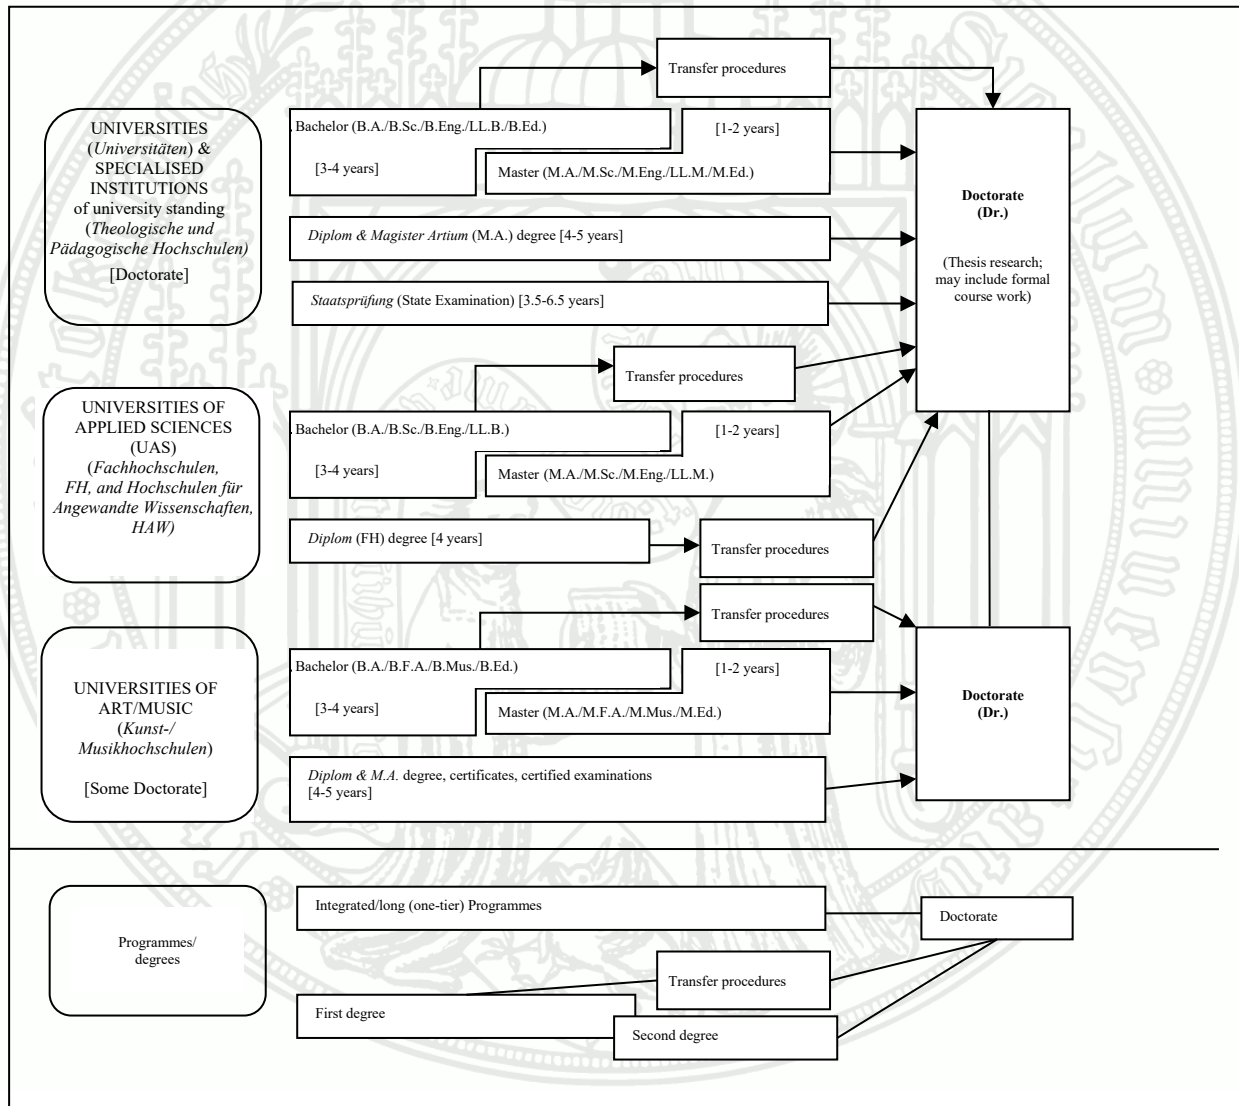 Transfer procedures
UNIVERSITIES
(Universitäten) &
SPECIALISED
INSTITUTIONS
of university standing
(Theologische und
Pädagogische Hochschulen)
[Doctorate]
Bachelor (B.A./B.Sc./B.Eng./LL.B./B.Ed.)
[3-4 years]
[1-2 years]
Master (M.A./M.Sc./M.Eng./LL.M./M.Ed.)
Diplom & Magister Artium (M.A.) degree [4-5 years]
Staatsprüfung (State Examination) [3.5-6.5 years]
Doctorate
(Dr.)
(Thesis research;
may include formal
course work)
Transfer procedures
UNIVERSITIES OF
APPLIED SCIENCES
(UAS)
(Fachhochschulen,
FH, and Hochschulen für
Angewandte Wissenschaften,
HAW)
Bachelor (B.A./B.Sc./B.Eng./LL.B.)
[3-4 years]
[1-2 years]
Master (M.A./M.Sc./M.Eng./LL.M.)
Diplom (FH) degree [4 years]
Transfer procedures
Transfer procedures
UNIVERSITIES OF
ART/MUSIC
(Kunst-/
Musikhochschulen)
[Some Doctorate]
Bachelor (B.A./B.F.A./B.Mus./B.Ed.)
[3-4 years]
[1-2 years]
Master (M.A./M.F.A./M.Mus./M.Ed.)
Diplom & M.A. degree, certificates, certified examinations
[4-5 years]
Doctorate
(Dr.)
Programmes/
degrees
Integrated/long (one-tier) Programmes
Doctorate
Transfer procedures
First degree
Second degree